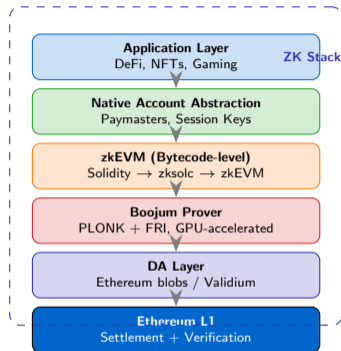 Application Layer
DeFi, NFTs, Gaming
ZK Stack
Native Account Abstraction
Paymasters, Session Keys
zkEVM (Bytecode-level)
Solidity → zksolc → zkEVM
Boojum Prover
PLONK + FRI, GPU-accelerated
DA Layer
Ethereum blobs / Validium
Ethereum L1
Settlement + Verification